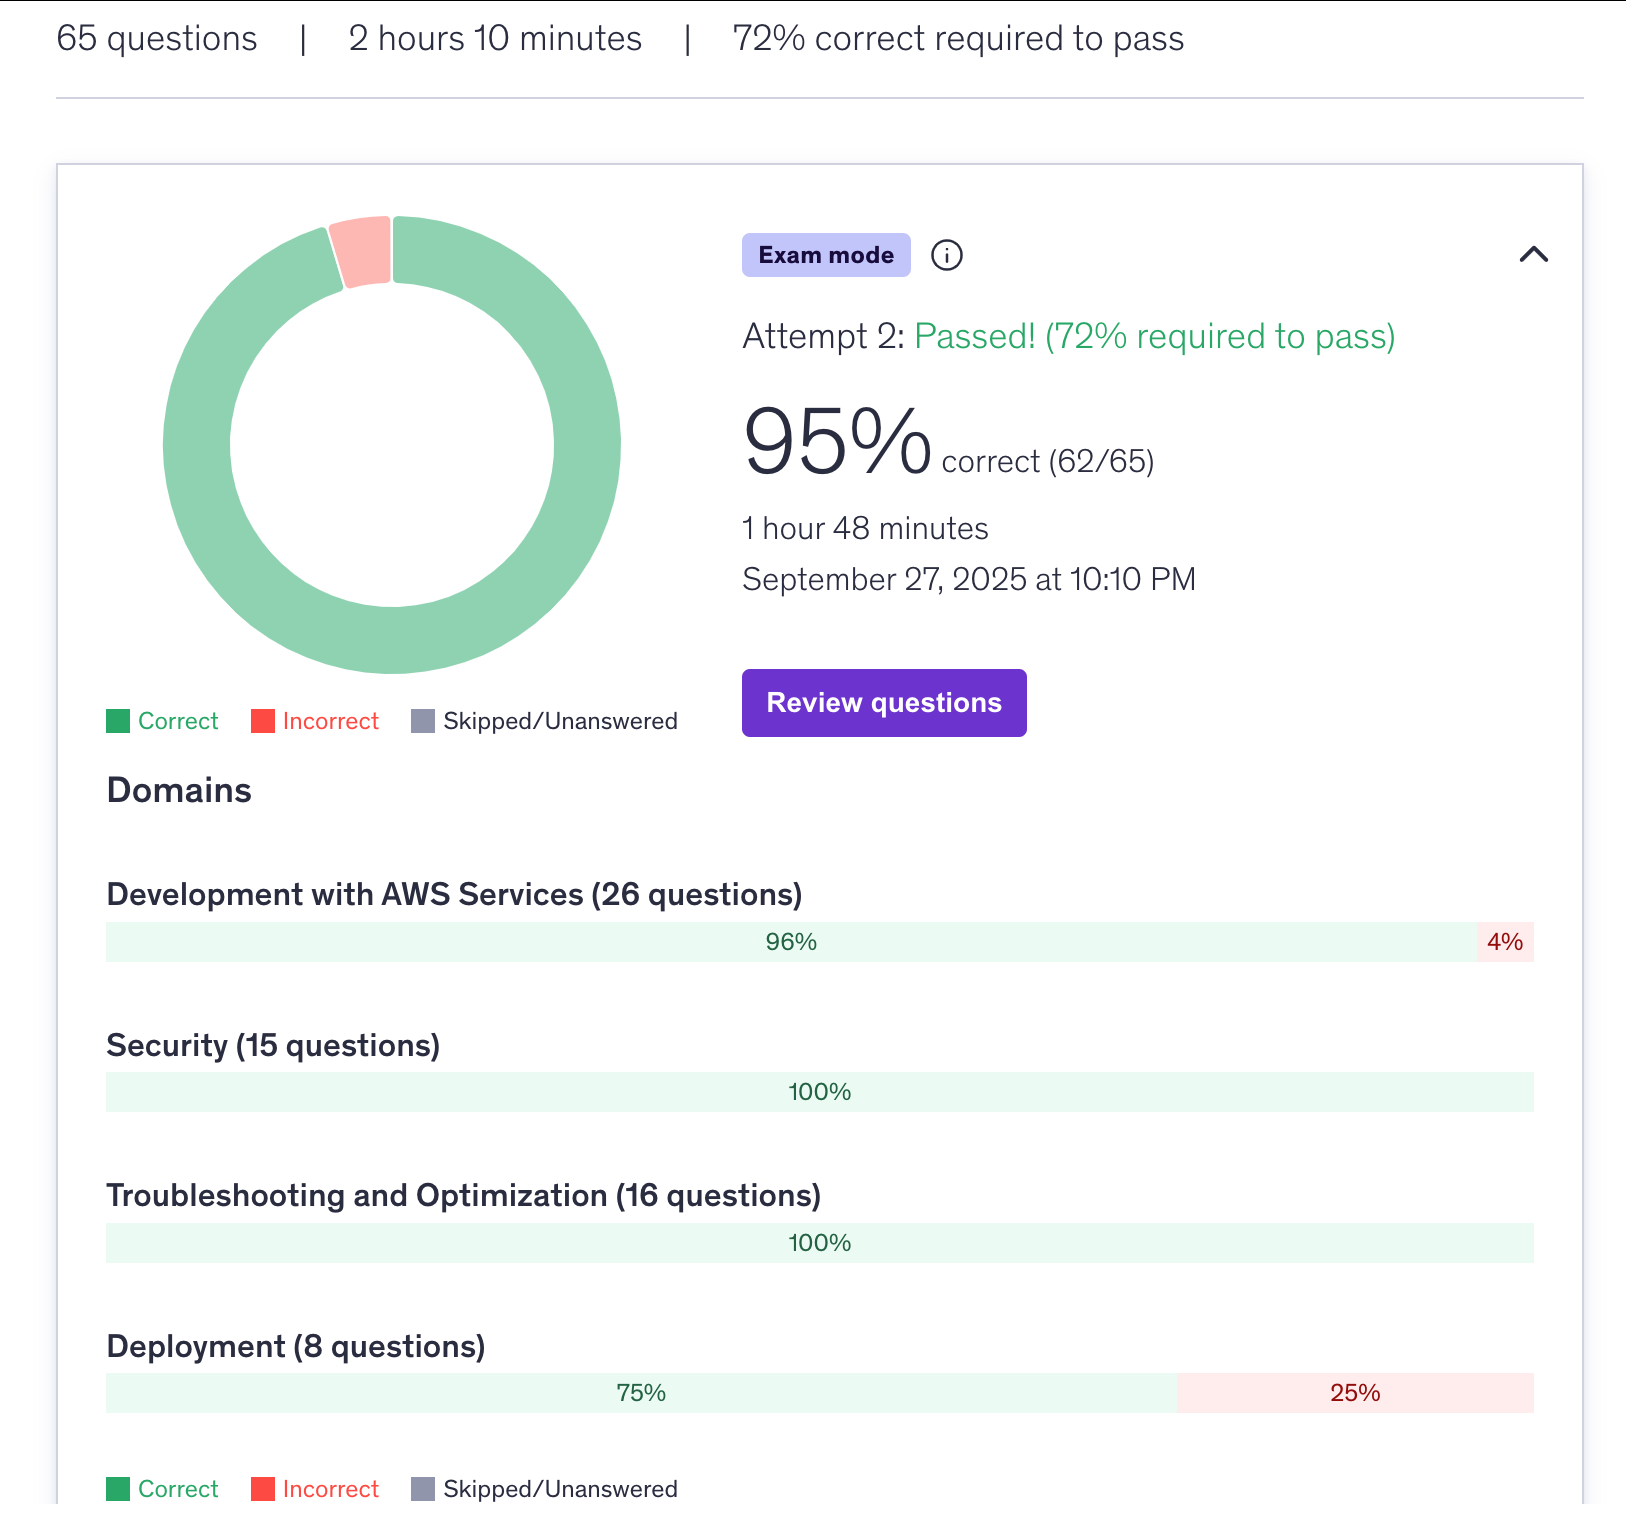 65 questions | 2 hours 10 minutes | 72% correct required to pass
Exam mode
Attempt 2: Passed! (72% required to pass)
95% correct (62/65)
1 hour 48 minutes
September 27, 2025 at 10:10 PM
Review questions
Correct Incorrect Skipped/Unanswered
Domains
Development with AWS Services (26 questions)
96% 4%
Security (15 questions)
100%
Troubleshooting and Optimization (16 questions)
100%
Deployment (8 questions)
75% 25%
Correct Incorrect Skipped/Unanswered